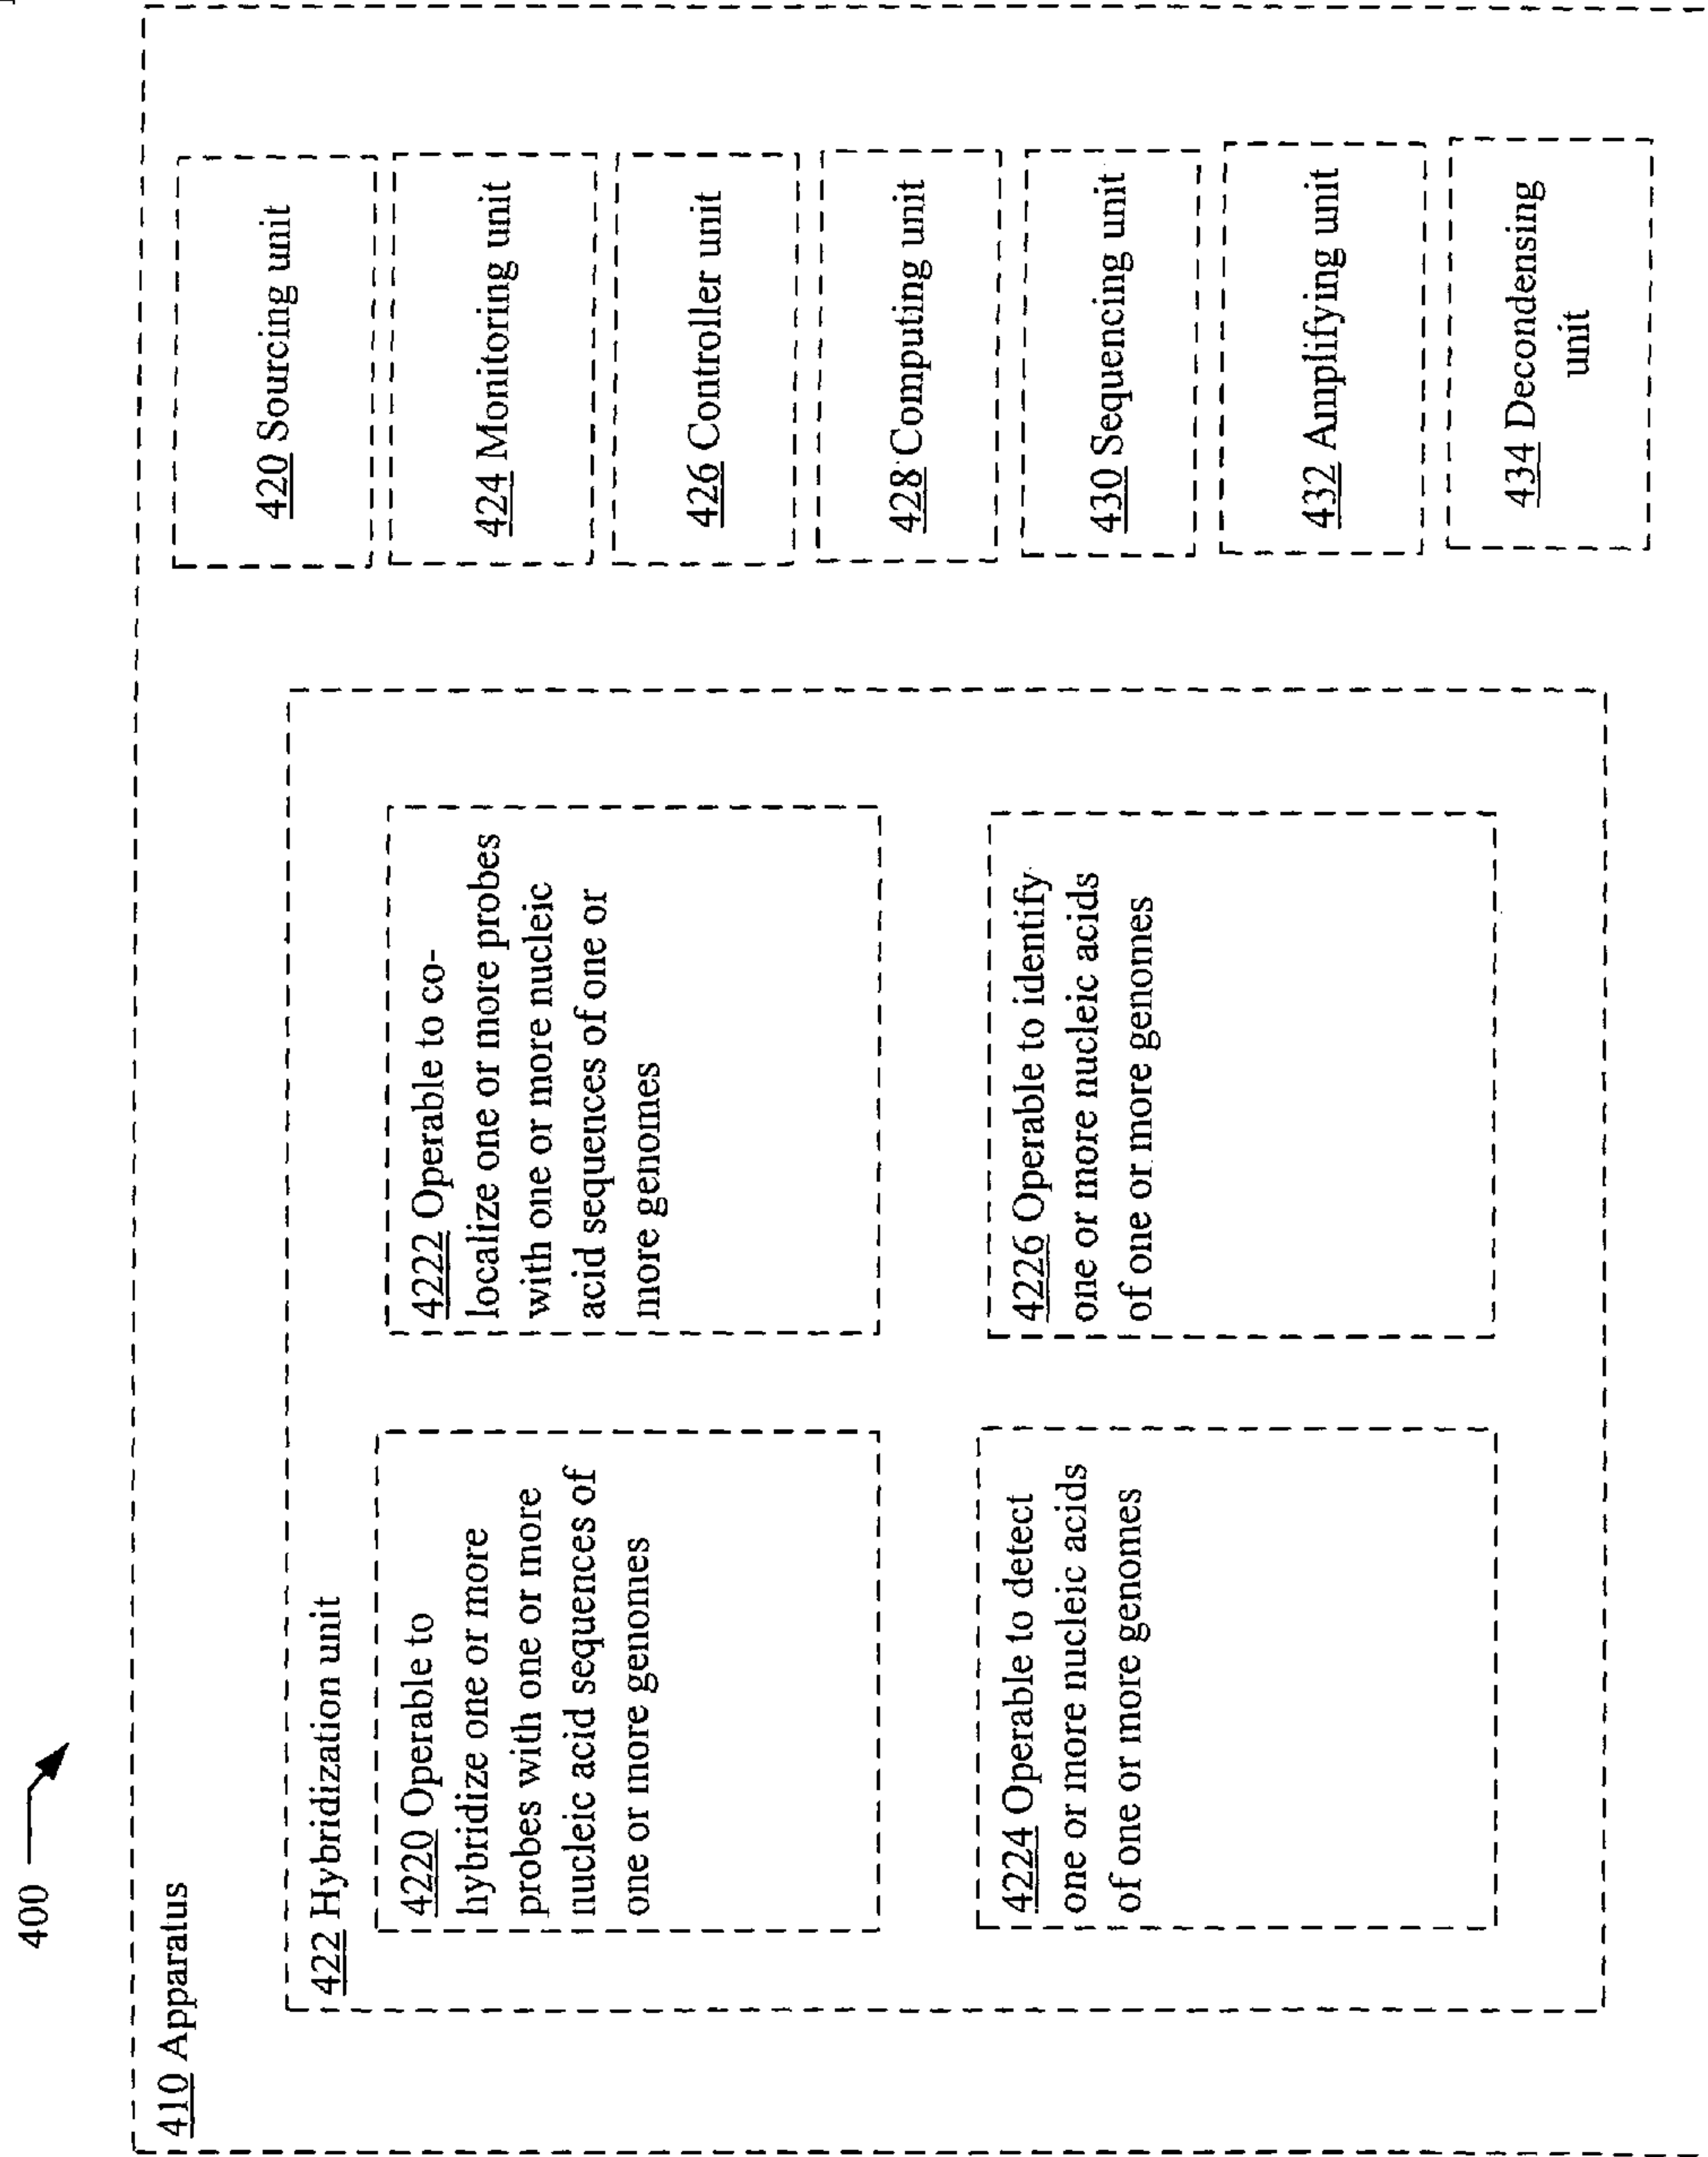 400
410 Apparatus
422 Hybridization unit
4220 Operable to
hybridize one or more
probes with one or more
nucleic acid sequences of
one or more genomes
4222 Operable to co-
localize one or more probes
with one or more nucleic
acid sequences of one or
more genomes
4224 Operable to detect
one or more nucleic acids
of one or more genomes
4226 Operable to identify
one or more nucleic acids
of one or more genomes
420 Sourcing unit
424 Monitoring unit
426 Controller unit
428 Computing unit
430 Sequencing unit
432 Amplifying unit
434 Decondensing
unit